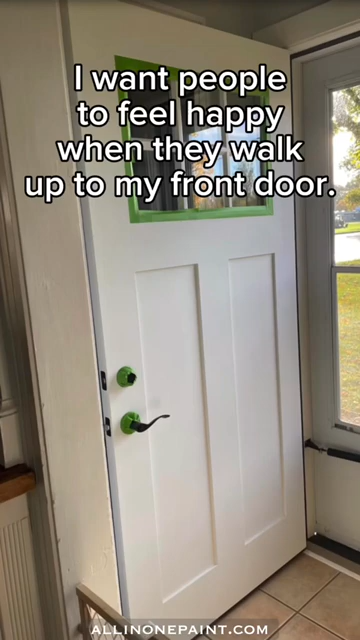 I want people
to feel happy
when they walk
up to my front door.
ALLINONEPAINT.COM